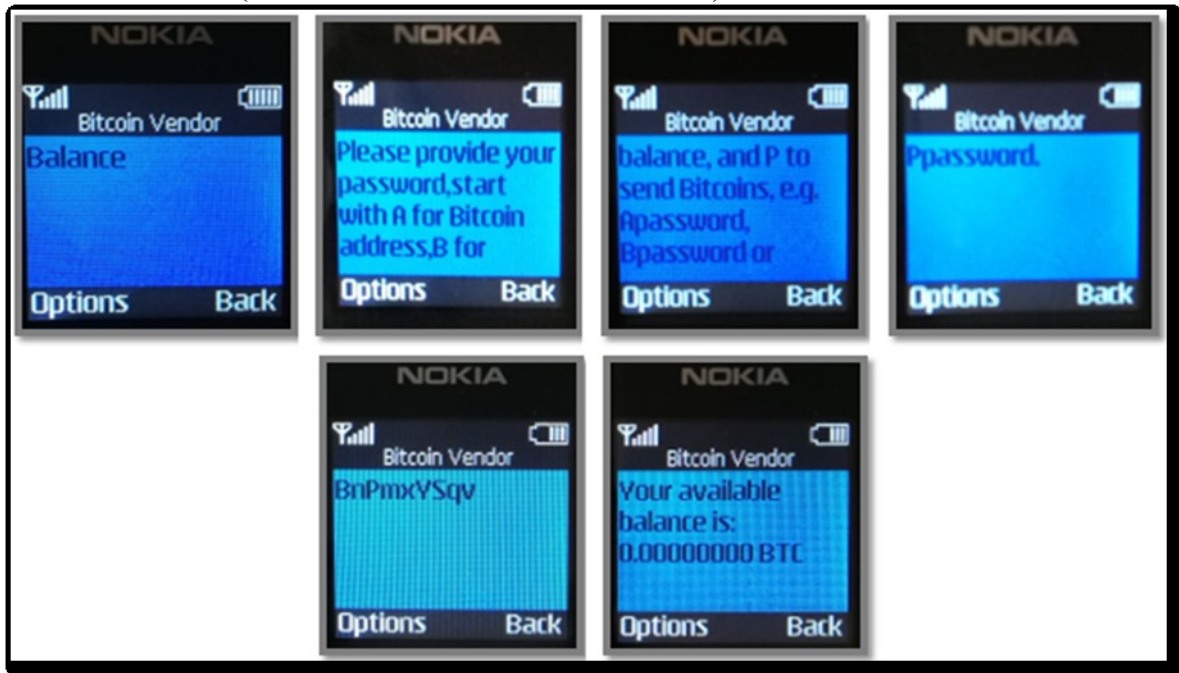 NOKIA
Bitcoin Vendor
Balance
Options Back
NOKIA
Bitcoin Vendor
Please provide your
password,start
with A for Bitcoin
address,B for
Options Back
NOKIA
Bitcoin Vendor
balance, and P to
send Bitcoins, e.g.
Apassword,
Bpassword or
Options Back
NOKIA
Bitcoin Vendor
Ppassword.
Options Back
NOKIA
Bitcoin Vendor
BnPmxYSqv
Options Back
NOKIA
Bitcoin Vendor
Your available
balance is:
0.00000000 BTC
Options Back